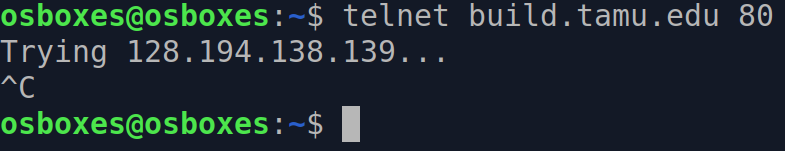 osboxes@osboxes:~$ telnet build.tamu.edu 80
Trying 128.194.138.139...
^C
osboxes@osboxes:~$